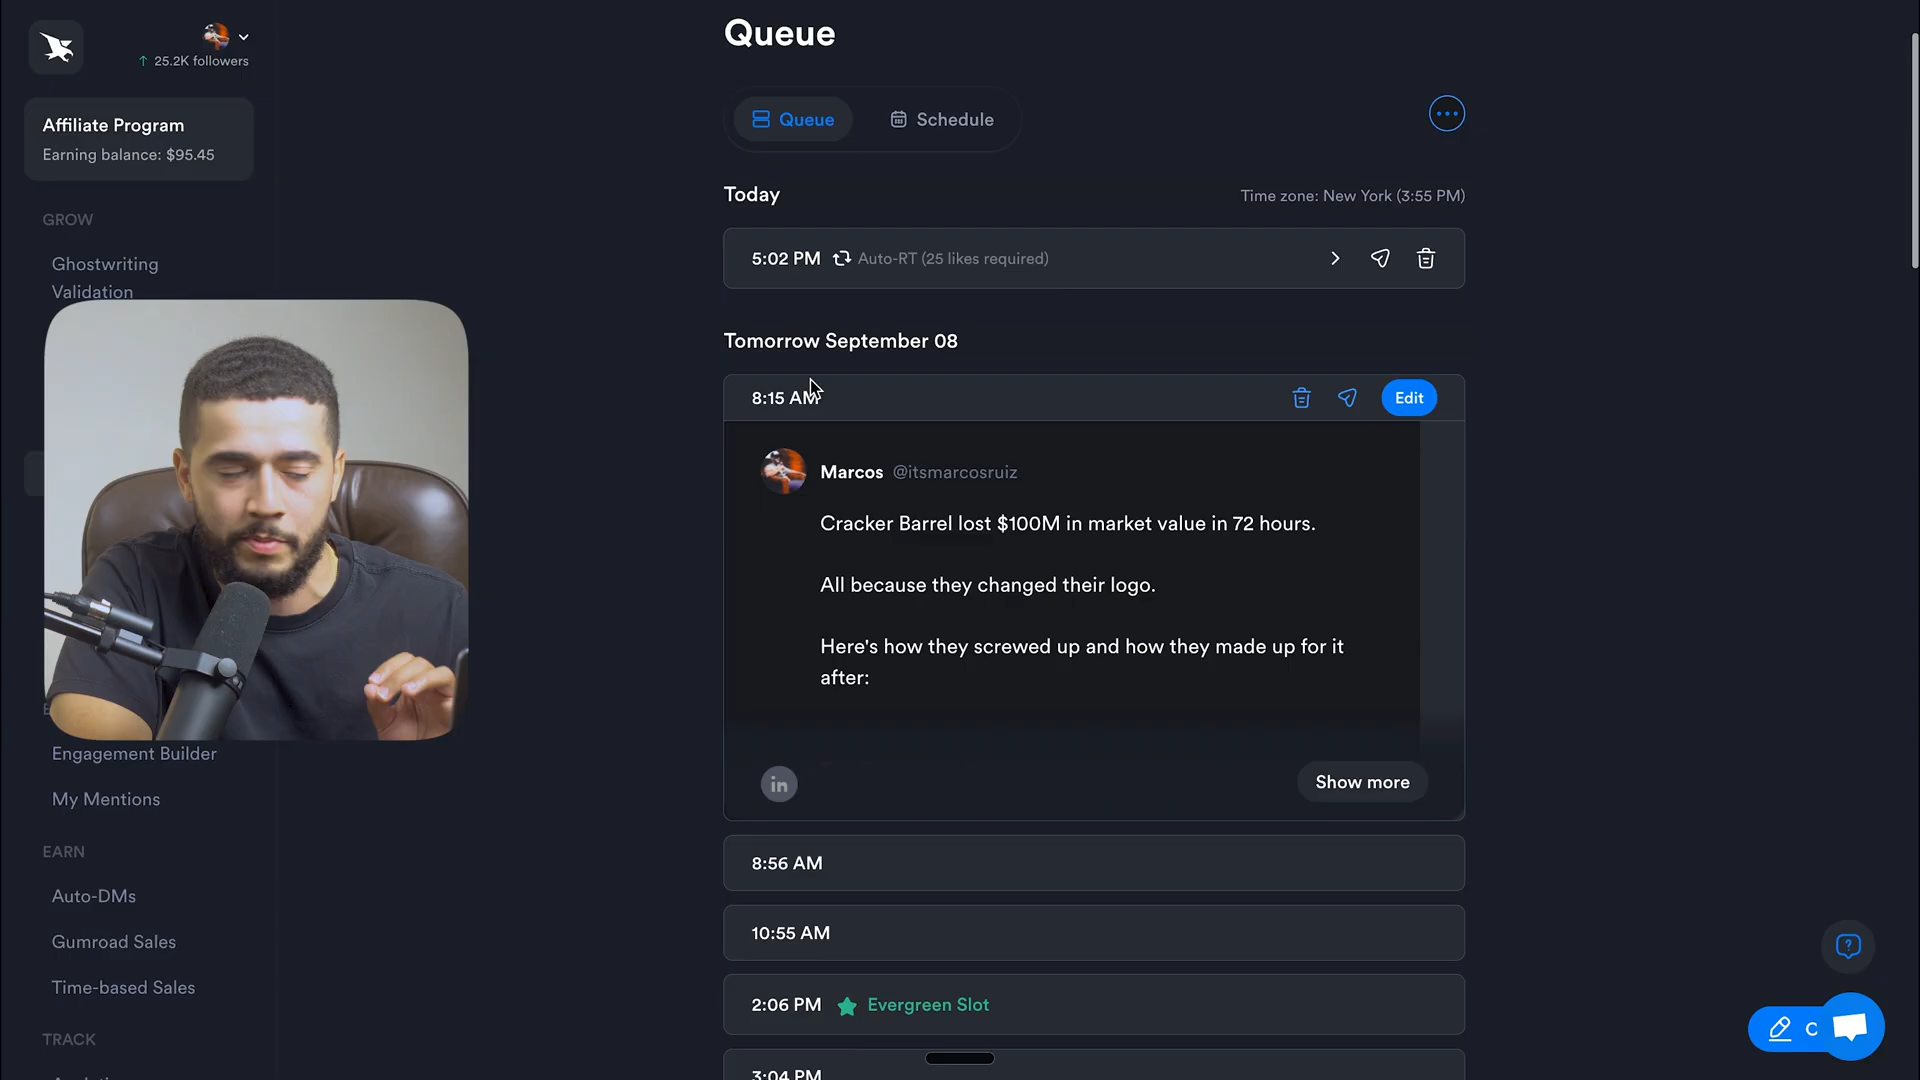 25.2K followers
Affiliate Program
Earning balance: $95.45
GROW
Ghostwriting
Validation
Engagement Builder
My Mentions
EARN
Auto-DMs
Gumroad Sales
Time-based Sales
TRACK
Queue
Queue
Schedule
Today
Time zone: New York (3:55 PM)
5:02 PM Auto-RT (25 likes required)
Tomorrow September 08
8:15 AM
Edit
Marcos @itsmarcosruiz
Cracker Barrel lost $100M in market value in 72 hours.
All because they changed their logo.
Here's how they screwed up and how they made up for it
after:
in
Show more
8:56 AM
10:55 AM
2:06 PM Evergreen Slot
3:04 PM
?
C